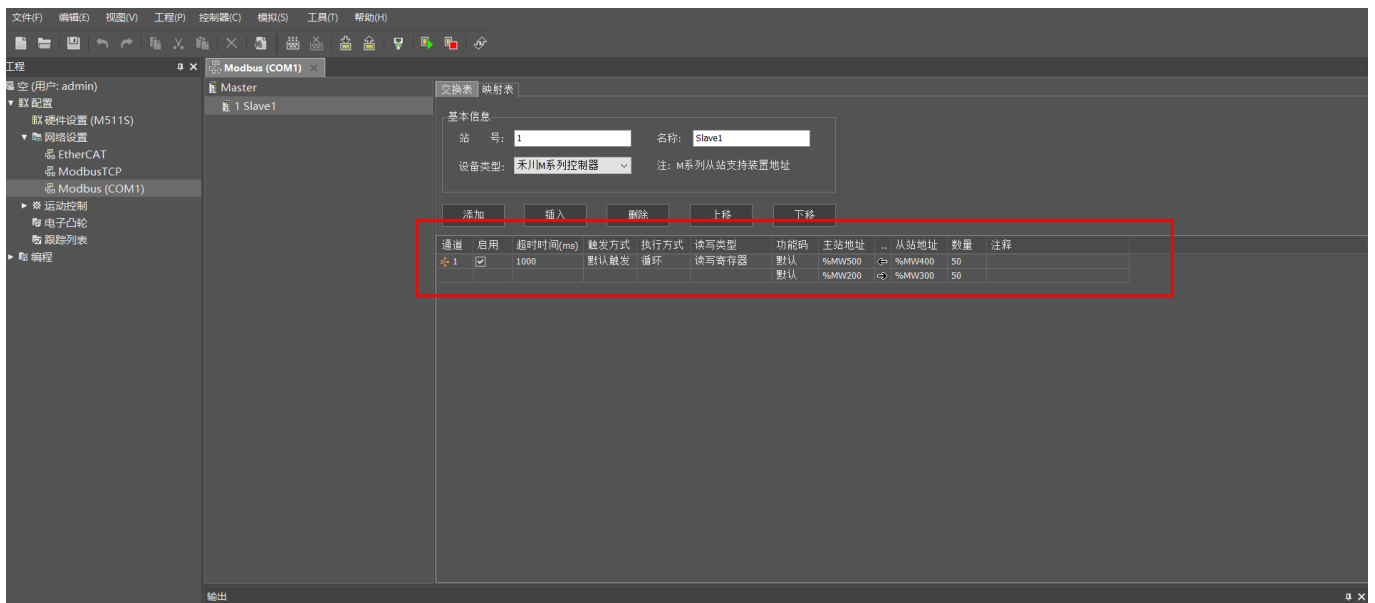 文件(F) 编辑(E) 视图(V) 工程(P) 控制器(C) 模拟(S) 工具(T) 帮助(H)
工程
Modbus (COM1)
空 (用户: admin)
配置
硬件设置 (M511S)
网络设置
EtherCAT
ModbusTCP
Modbus (COM1)
运动控制
电子凸轮
跟踪列表
编程
Master
1 Slave1
交换表 映射表
基本信息
站 号: 1 名称: Slave1
设备类型: 禾川M系列控制器 注: M系列从站支持装置地址
添加 插入 删除 上移 下移
通道 启用 超时时间(ms) 触发方式 执行方式 读写类型 功能码 主站地址 .. 从站地址 数量 注释
1 1000 默认触发 循环 读写寄存器 默认 %MW500 %MW400 50
默认 %MW200 %MW300 50
输出